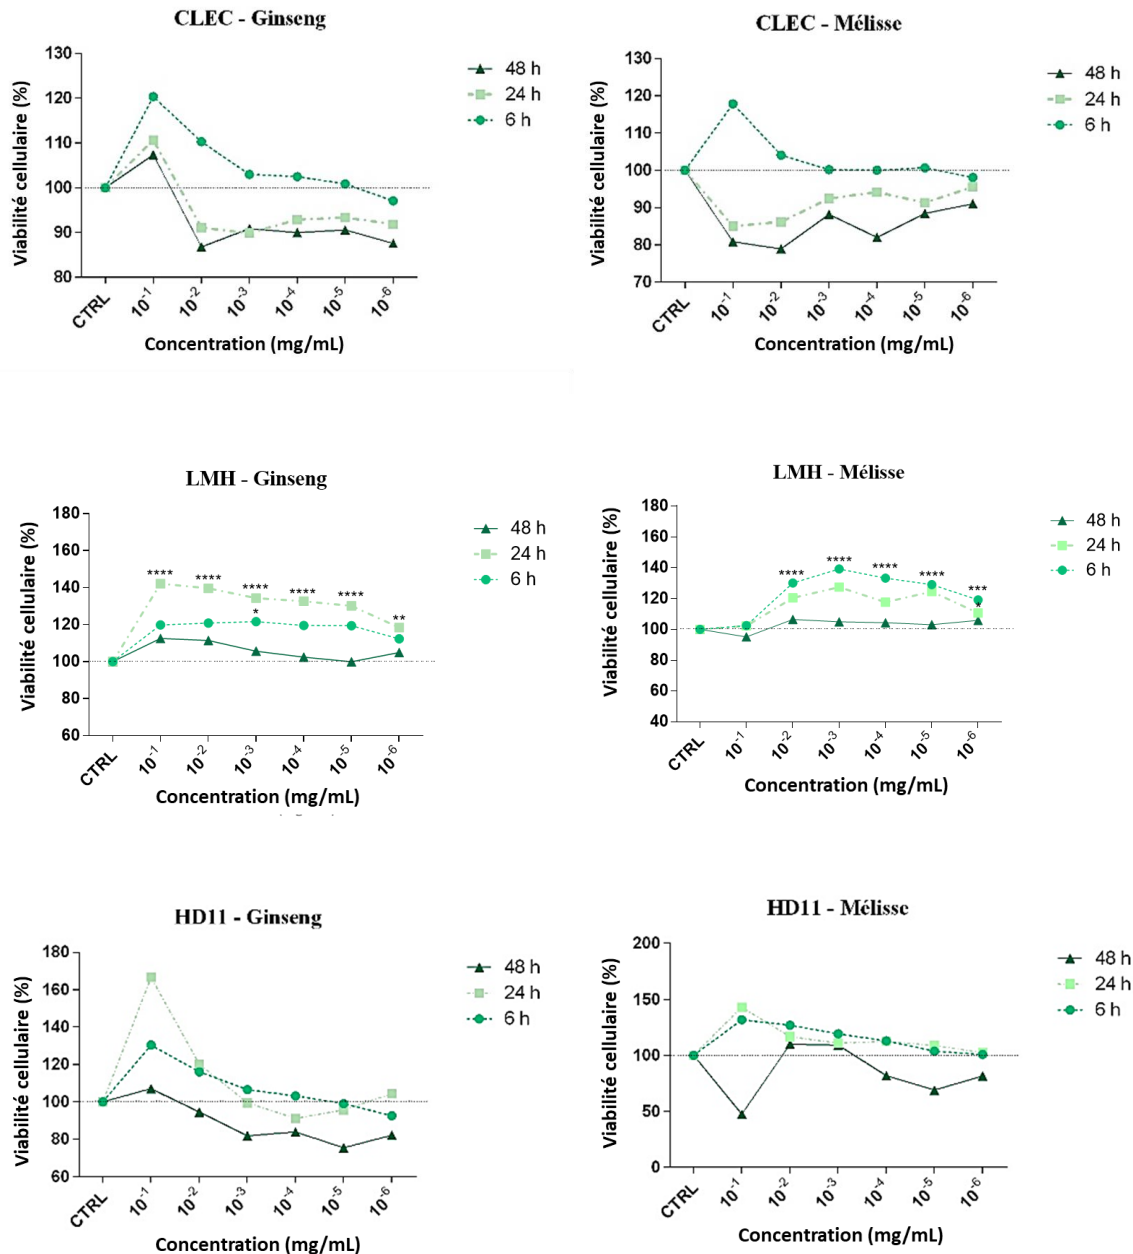 CLEC - Ginseng
Viabilité cellulaire (%)
130
120
110
100
90
80
CTRL
10-1
10-2
10-3
10-4
10-5
10-6
Concentration (mg/mL)
48 h
24 h
6 h
CLEC - Mélisse
Viabilité cellulaire (%)
130
120
110
100
90
80
70
CTRL
10-1
10-2
10-3
10-4
10-5
10-6
Concentration (mg/mL)
48 h
24 h
6 h
LMH - Ginseng
Viabilité cellulaire (%)
180
160
140
120
100
80
60
****
****
****
*
****
****
**
CTRL
10-1
10-2
10-3
10-4
10-5
10-6
Concentration (mg/mL)
48 h
24 h
6 h
LMH - Mélisse
Viabilité cellulaire (%)
180
160
140
120
100
80
60
40
****
****
****
****
***
*
CTRL
10-1
10-2
10-3
10-4
10-5
10-6
Concentration (mg/mL)
48 h
24 h
6 h
HD11 - Ginseng
Viabilité cellulaire (%)
180
160
140
120
100
80
60
CTRL
10-1
10-2
10-3
10-4
10-5
10-6
Concentration (mg/mL)
48 h
24 h
6 h
HD11 - Mélisse
Viabilité cellulaire (%)
200
150
100
50
0
CTRL
10-1
10-2
10-3
10-4
10-5
10-6
Concentration (mg/mL)
48 h
24 h
6 h